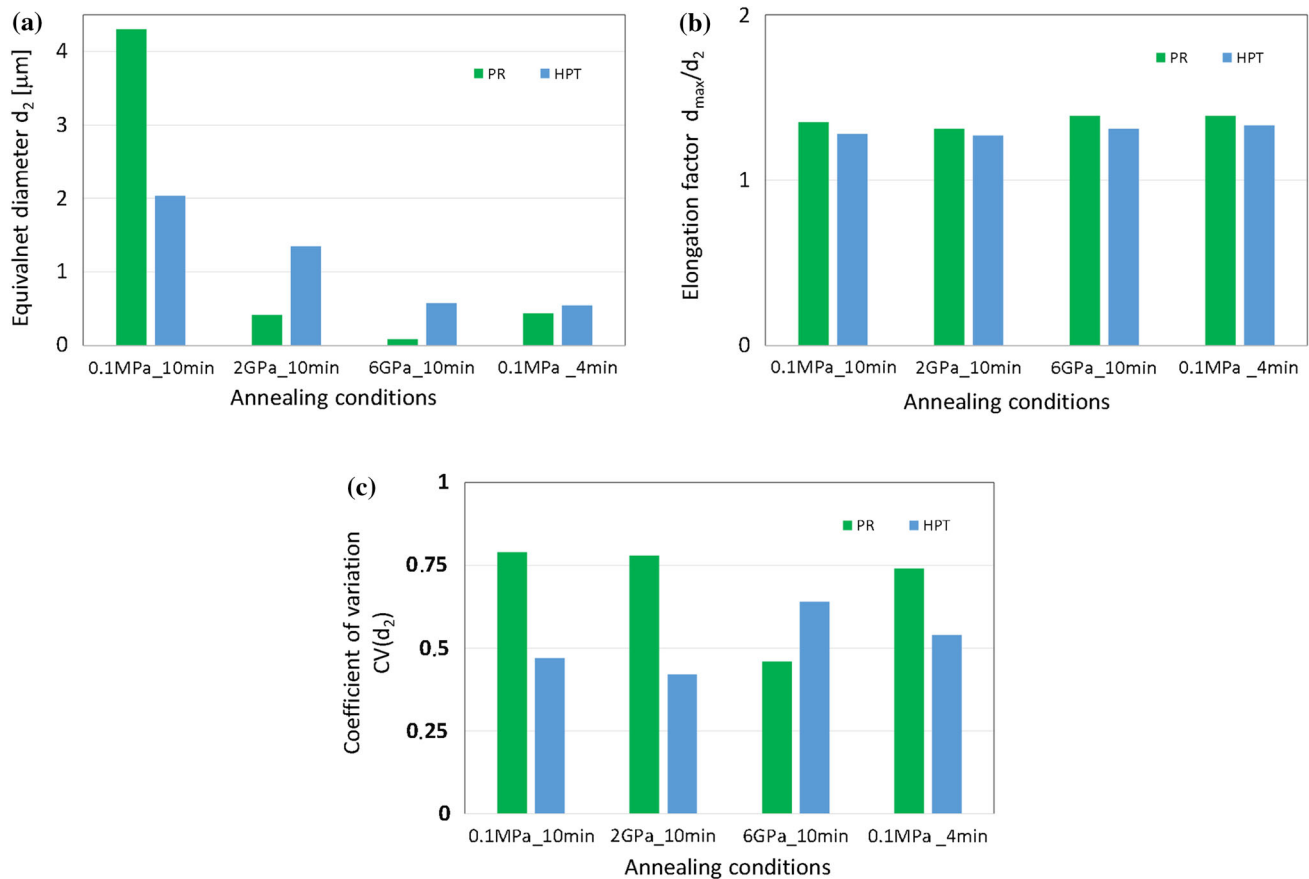 (a)
Equivalnet diameter d₂ [µm]
4
3
2
1
0
PR HPT
0.1MPa_10min 2GPa_10min 6GPa_10min 0.1MPa _4min
Annealing conditions
(b)
Elongation factor d_max/d₂
2
1
0
PR HPT
0.1MPa_10min 2GPa_10min 6GPa_10min 0.1MPa _4min
Annealing conditions
(c)
Coefficient of variation
CV(d₂)
1
0.75
0.5
0.25
0
PR HPT
0.1MPa_10min 2GPa_10min 6GPa_10min 0.1MPa _4min
Annealing conditions